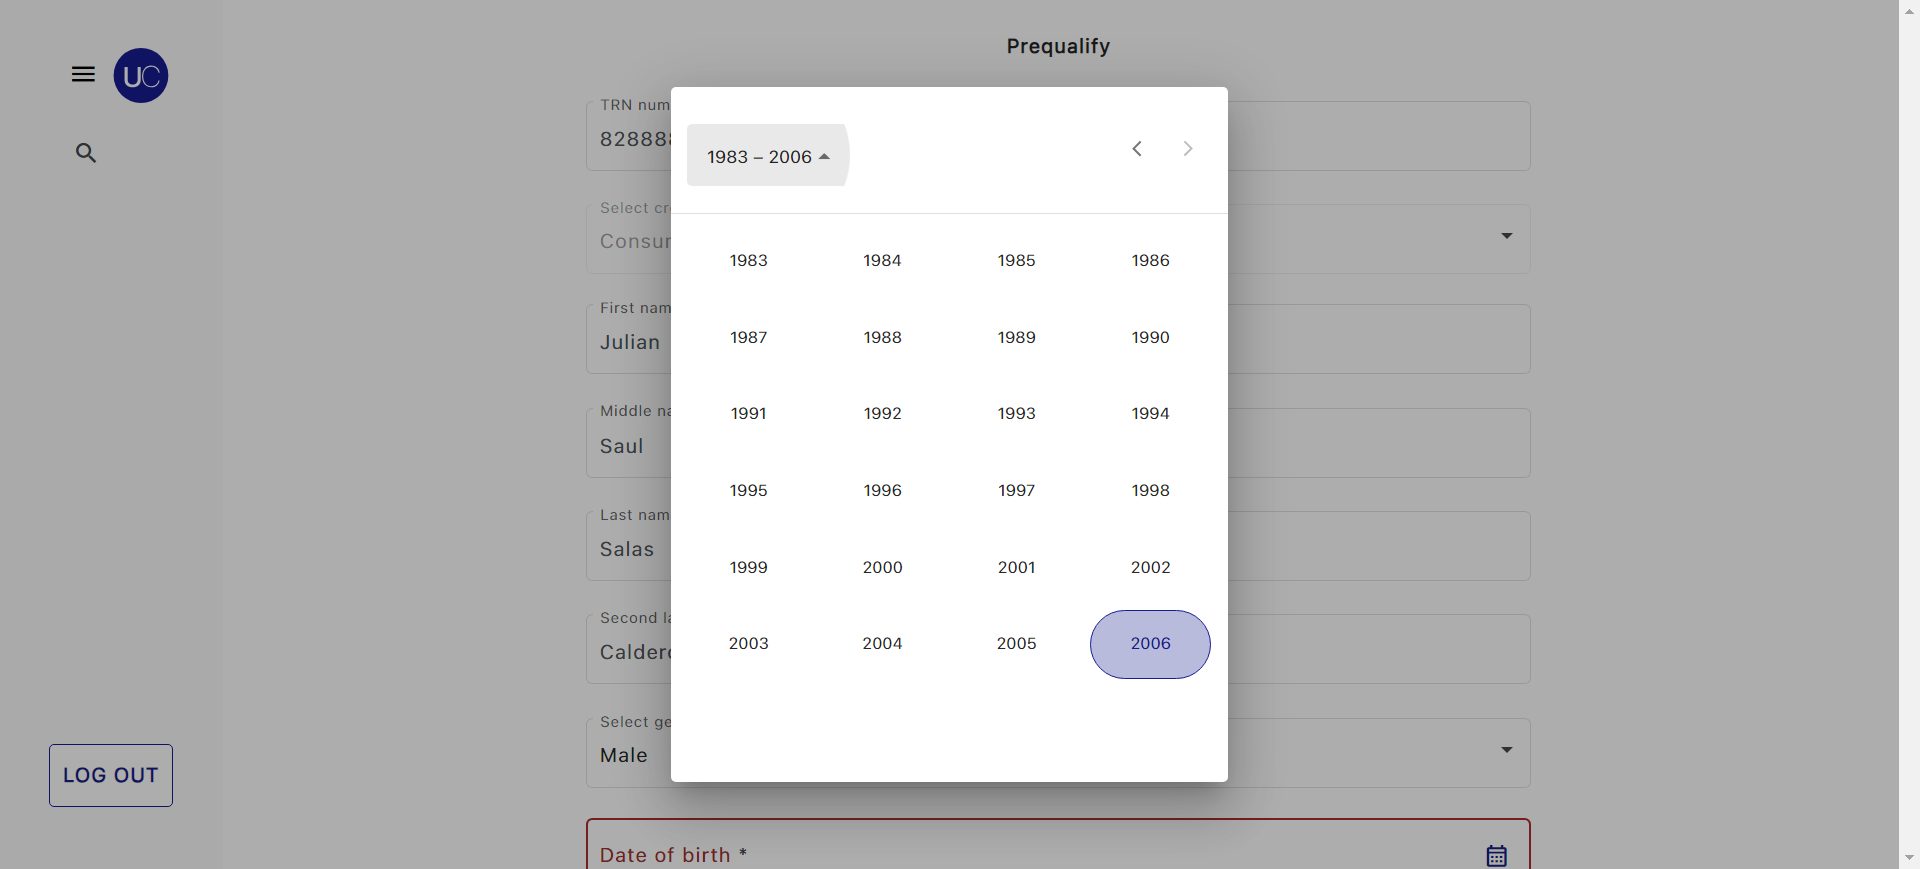 UC
Prequalify
TRN num
82888
1983 – 2006
Select cr
Consu
First nam
Julian
Middle na
Saul
Last nam
Salas
Second la
Calder
Select ge
Male
1983 1984 1985 1986
1987 1988 1989 1990
1991 1992 1993 1994
1995 1996 1997 1998
1999 2000 2001 2002
2003 2004 2005 2006
LOG OUT
Date of birth *